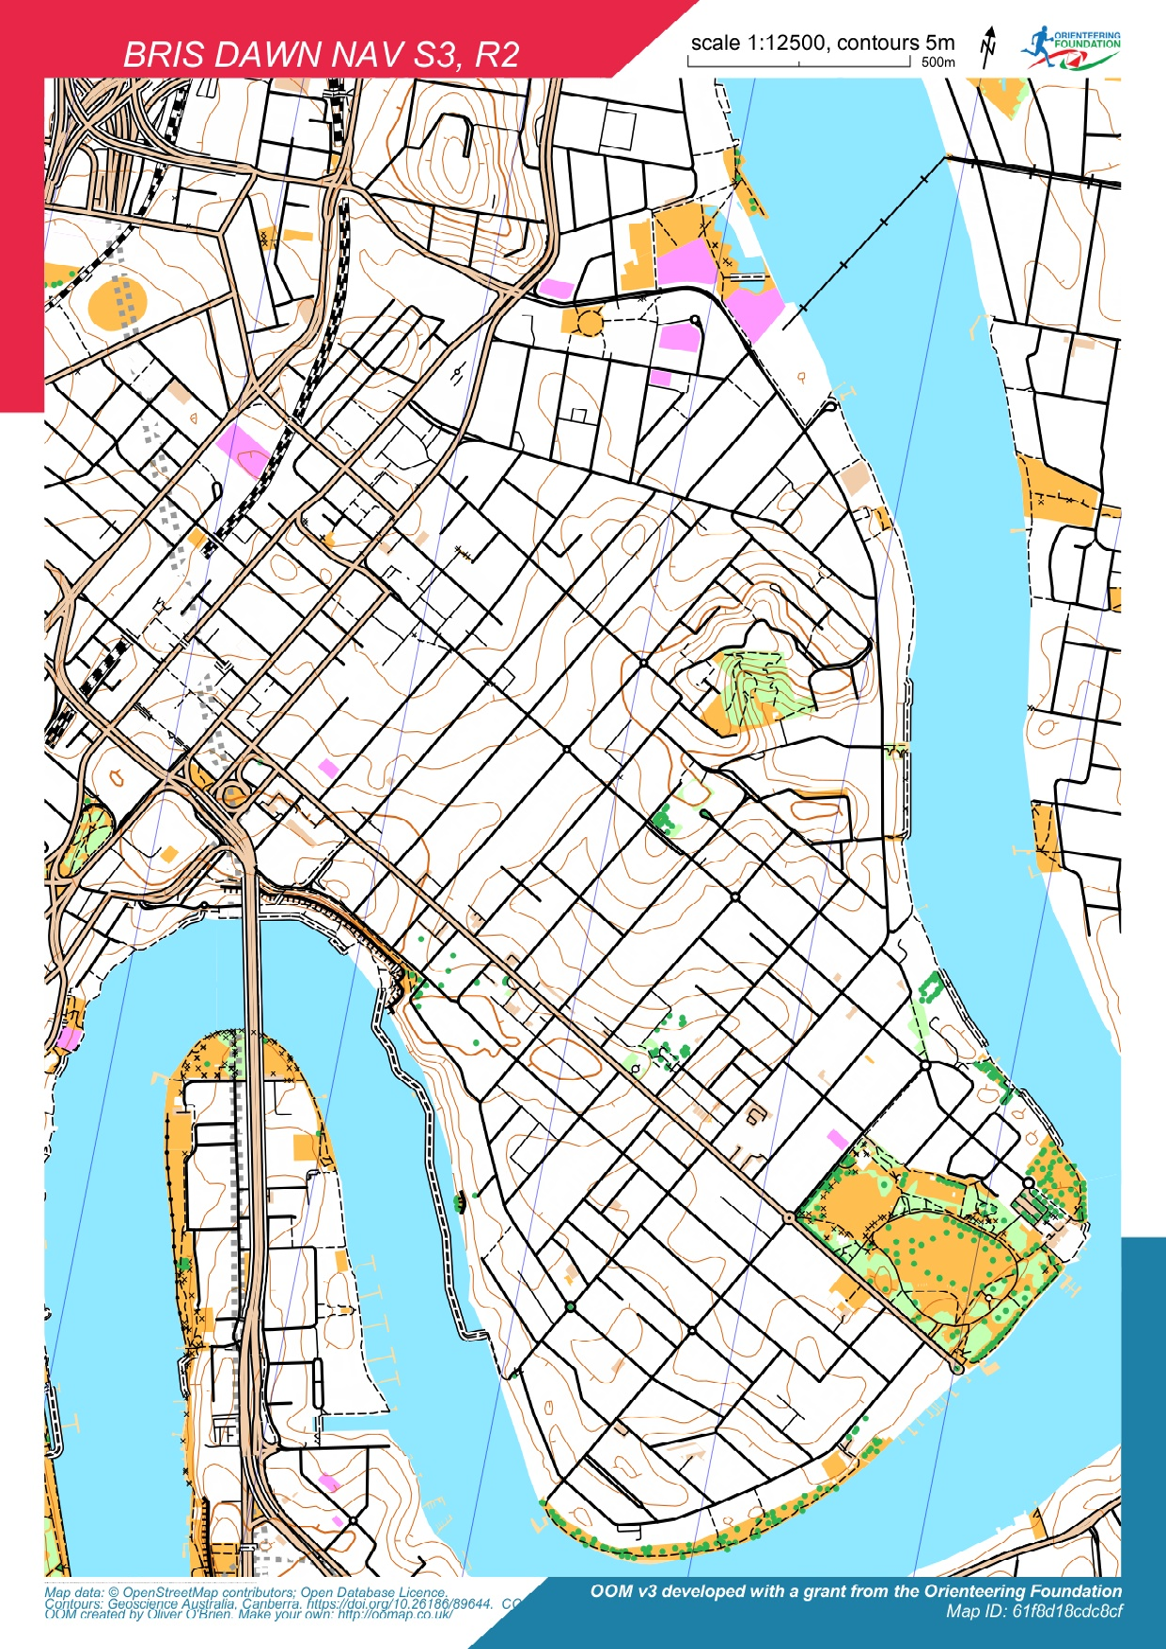 BRIS DAWN NAV S3, R2
scale 1:12500, contours 5m
500m
N
ORIENTEERING
FOUNDATION
Map data: © OpenStreetMap contributors; Open Database Licence.
Contours: Geoscience Australia, Canberra. https://doi.org/10.26186/89644. CC
OOM created by Oliver O'Brien. Make your own: http://oomap.co.uk/
OOM v3 developed with a grant from the Orienteering Foundation
Map ID: 61f8d18cdc8cf